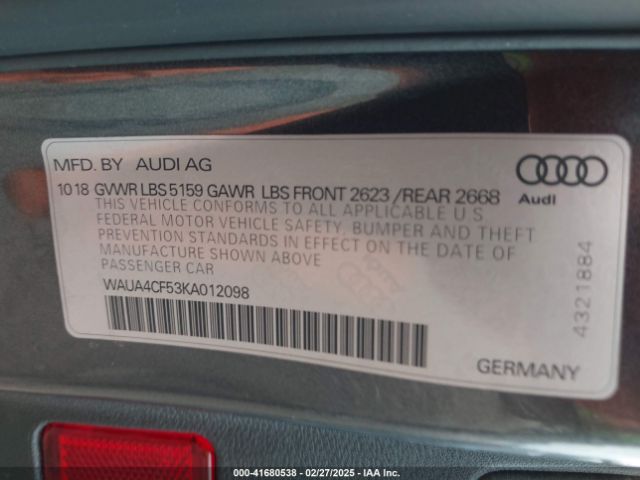 MFD. BY AUDI AG
10 18 GVWR LBS 5159 GAWR LBS FRONT 2623 / REAR 2668
THIS VEHICLE CONFORMS TO ALL APPLICABLE U S
FEDERAL MOTOR VEHICLE SAFETY, BUMPER AND THEFT
PREVENTION STANDARDS IN EFFECT ON THE DATE OF
MANUFACTURE SHOWN ABOVE
PASSENGER CAR
WAUA4CF53KA012098
Audi
4321884
GERMANY
000-41680538 - 02/27/2025 - IAA Inc.